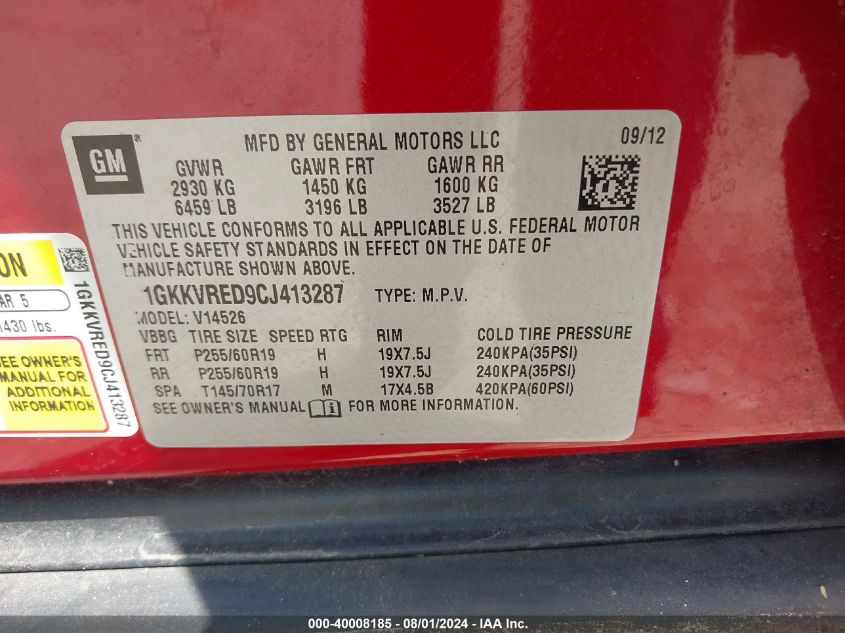 GM ®
MFD BY GENERAL MOTORS LLC 09/12
GVWR GAWR FRT GAWR RR
2930 KG 1450 KG 1600 KG
6459 LB 3196 LB 3527 LB
THIS VEHICLE CONFORMS TO ALL APPLICABLE U.S. FEDERAL MOTOR
VEHICLE SAFETY STANDARDS IN EFFECT ON THE DATE OF
MANUFACTURE SHOWN ABOVE.
1GKKVRED9CJ413287 TYPE: M.P.V.
MODEL: V14526
VBBG TIRE SIZE SPEED RTG RIM COLD TIRE PRESSURE
FRT P255/60R19 H 19X7.5J 240KPA(35PSI)
RR P255/60R19 H 19X7.5J 240KPA(35PSI)
SPA T145/70R17 M 17X4.5B 420KPA(60PSI)
SEE OWNER'S MANUAL FOR MORE INFORMATION.
ON
AR 5
1430 lbs.
SEE OWNER'S
MANUAL FOR
ADDITIONAL
INFORMATION
1GKKVRED9CJ413287
000-40008185 - 08/01/2024 - IAA Inc.